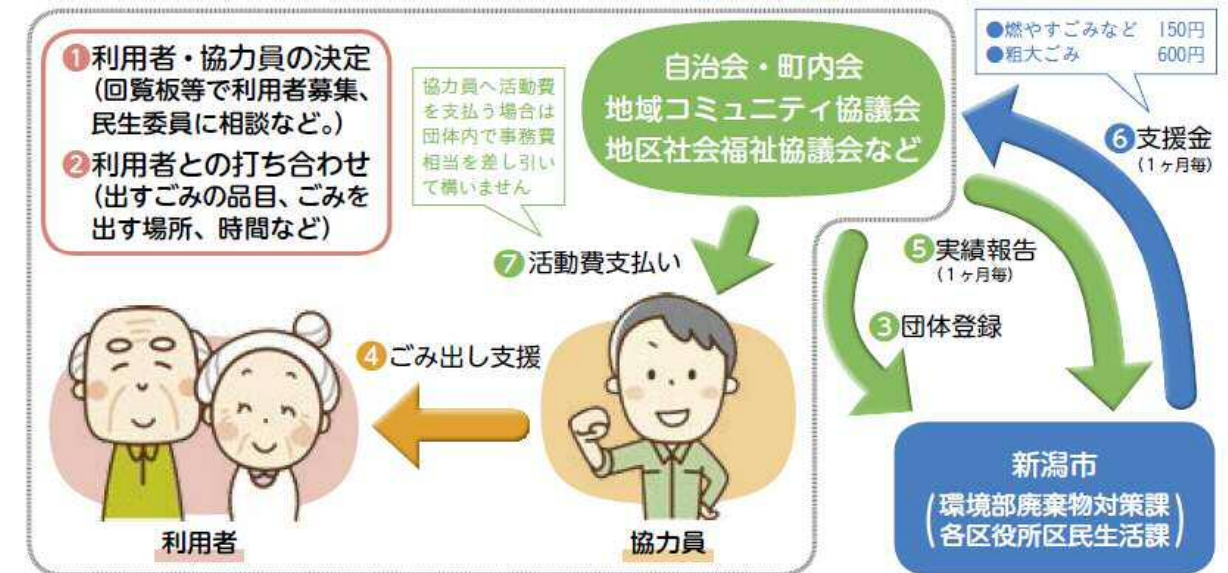 ❶利用者・協力員の決定
(回覧板等で利用者募集、
民生委員に相談など。)
❷利用者との打ち合わせ
(出すごみの品目、ごみを
出す場所、時間など)
協力員へ活動費
を支払う場合は
団体内で事務費
相当を差し引い
て構いません
自治会・町内会
地域コミュニティ協議会
地区社会福祉協議会など
●燃やすごみなど 150円
●粗大ごみ 600円
❻支援金
(1ヶ月毎)
❺実績報告
(1ヶ月毎)
❸団体登録
❼活動費支払い
❹ごみ出し支援
利用者
協力員
新潟市
(環境部廃棄物対策課
各区役所区民生活課)